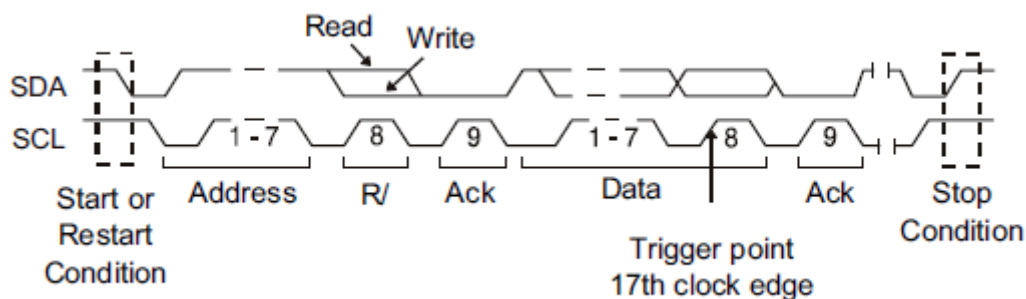 Read
Write
SDA
SCL
1 - 7
8
9
1 - 7
8
9
Address
R/
Ack
Data
Ack
Start or
Restart
Condition
Stop
Condition
Trigger point
17th clock edge